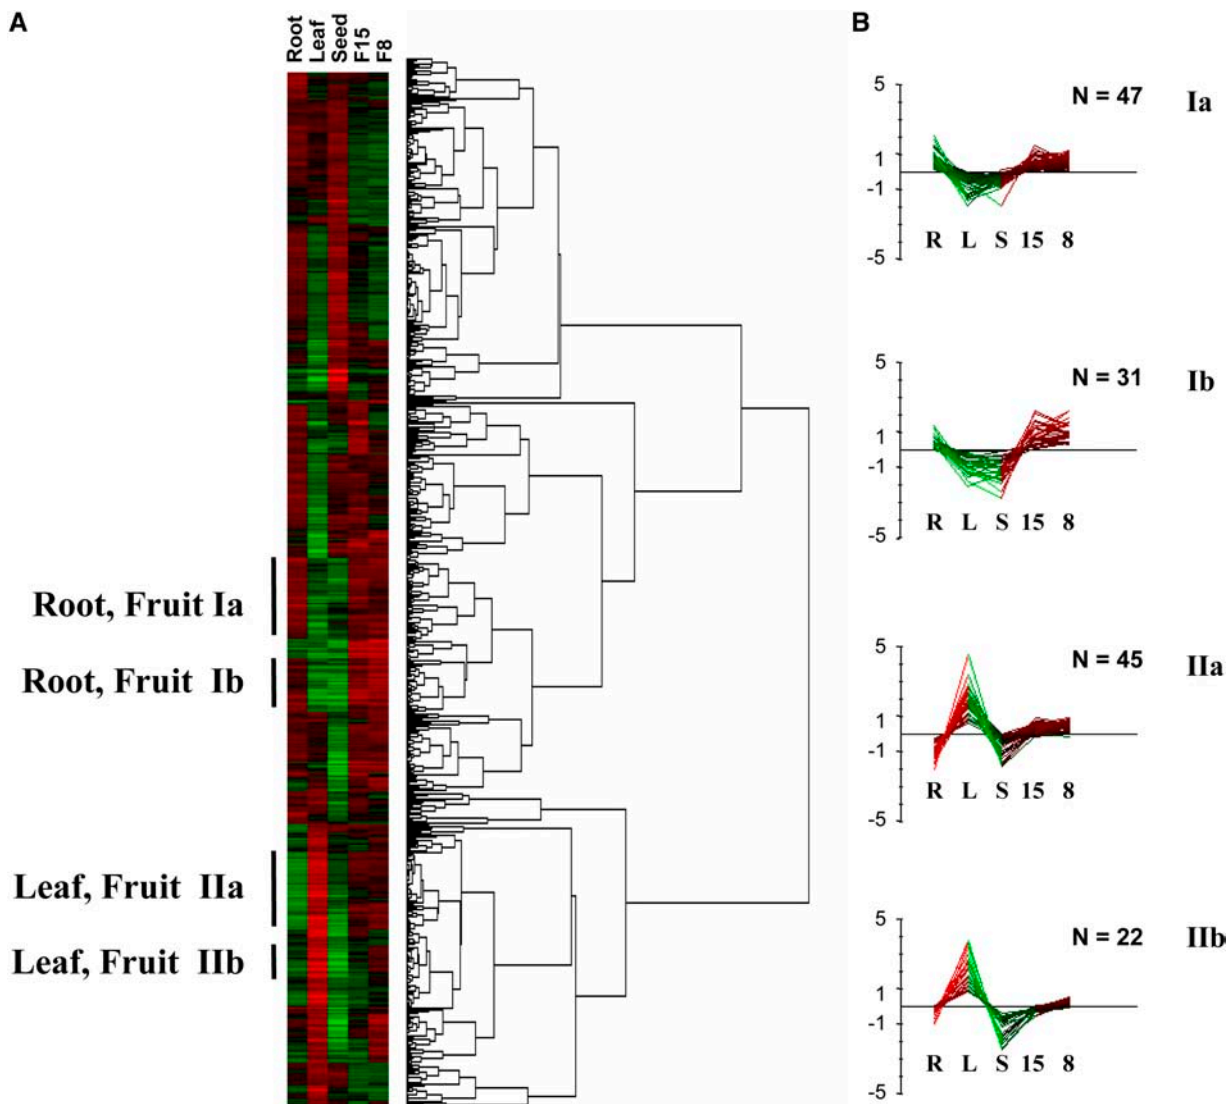 A
Root
Leaf
Seed
F15
F8
Root, Fruit Ia
Root, Fruit Ib
Leaf, Fruit IIa
Leaf, Fruit IIb
B
5
1
-1
-5
N = 47
Ia
R L S 15 8
5
1
-1
-5
N = 31
Ib
R L S 15 8
5
1
-1
-5
N = 45
IIa
R L S 15 8
5
1
-1
-5
N = 22
IIb
R L S 15 8